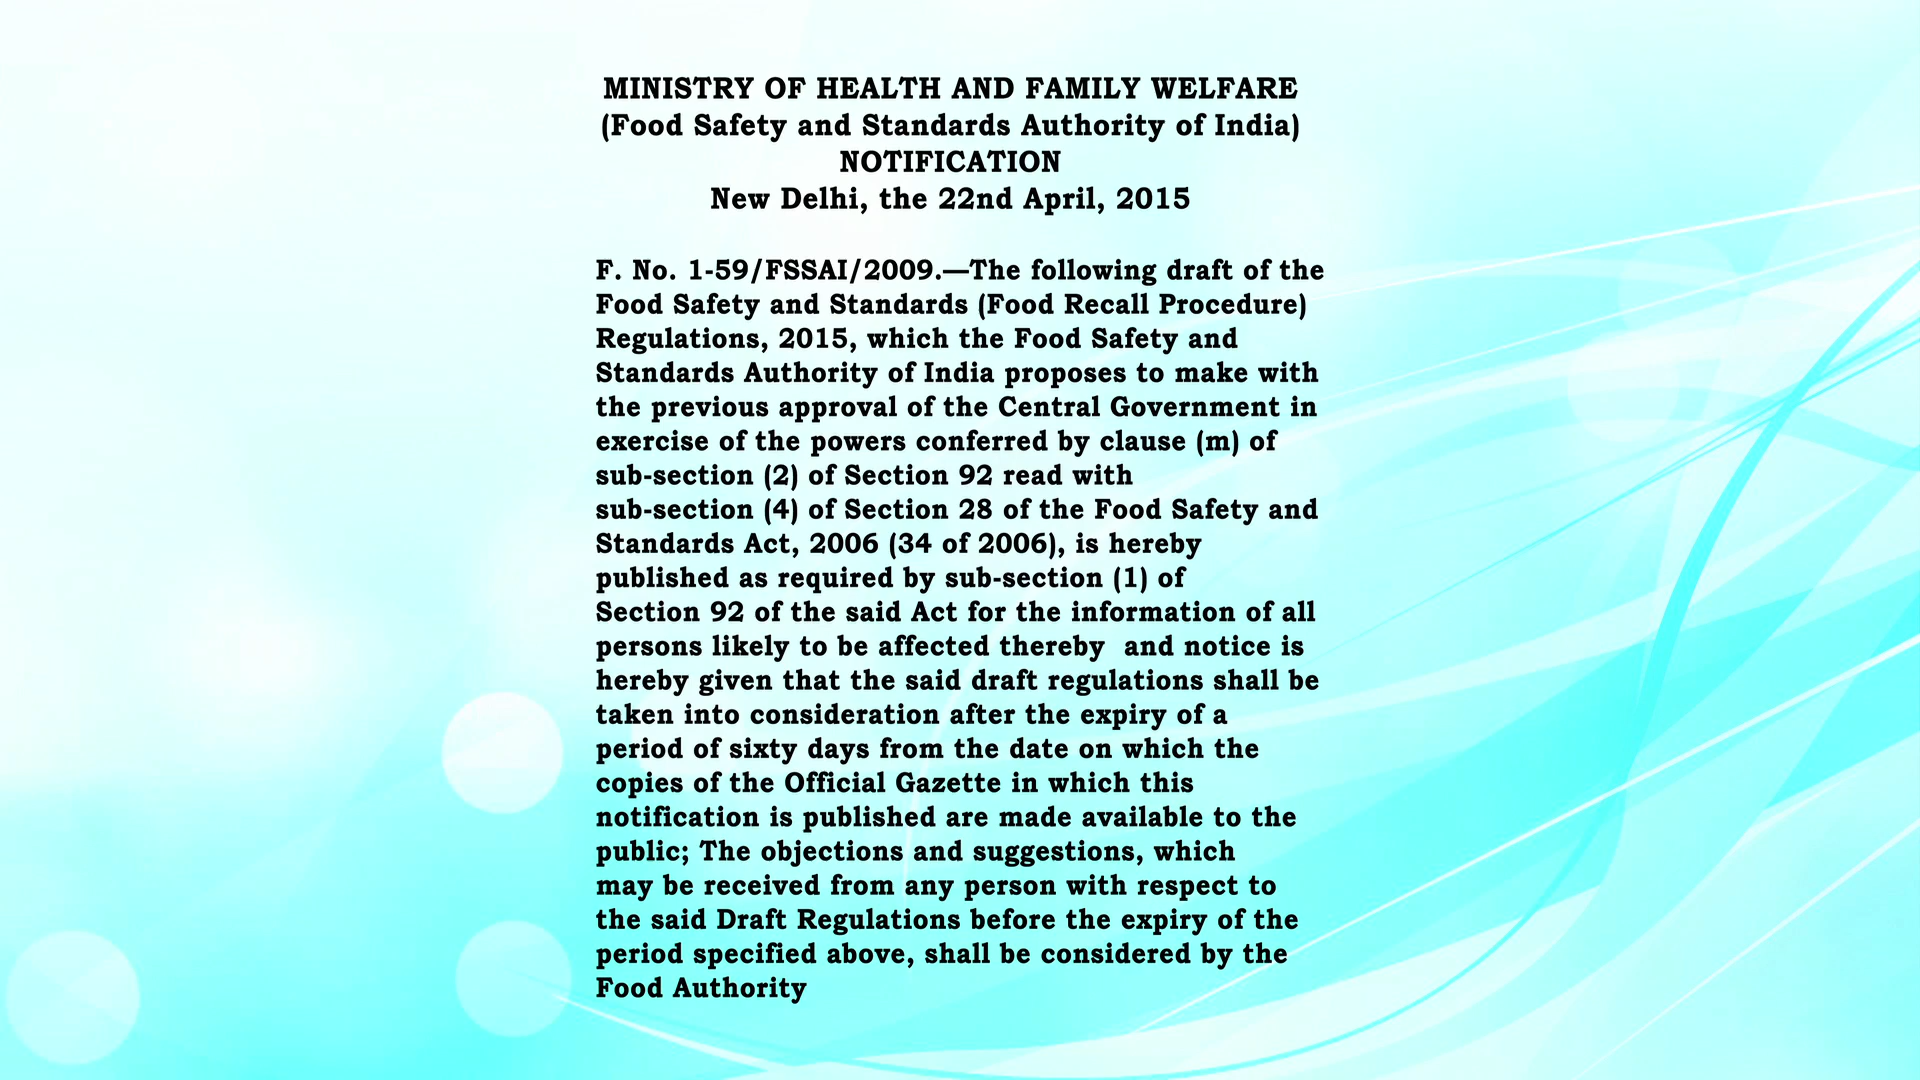 MINISTRY OF HEALTH AND FAMILY WELFARE
(Food Safety and Standards Authority of India)
NOTIFICATION
New Delhi, the 22nd April, 2015
F. No. 1-59/FSSAI/2009.—The following draft of the
Food Safety and Standards (Food Recall Procedure)
Regulations, 2015, which the Food Safety and
Standards Authority of India proposes to make with
the previous approval of the Central Government in
exercise of the powers conferred by clause (m) of
sub-section (2) of Section 92 read with
sub-section (4) of Section 28 of the Food Safety and
Standards Act, 2006 (34 of 2006), is hereby
published as required by sub-section (1) of
Section 92 of the said Act for the information of all
persons likely to be affected thereby  and notice is
hereby given that the said draft regulations shall be
taken into consideration after the expiry of a
period of sixty days from the date on which the
copies of the Official Gazette in which this
notification is published are made available to the
public; The objections and suggestions, which
may be received from any person with respect to
the said Draft Regulations before the expiry of the
period specified above, shall be considered by the
Food Authority